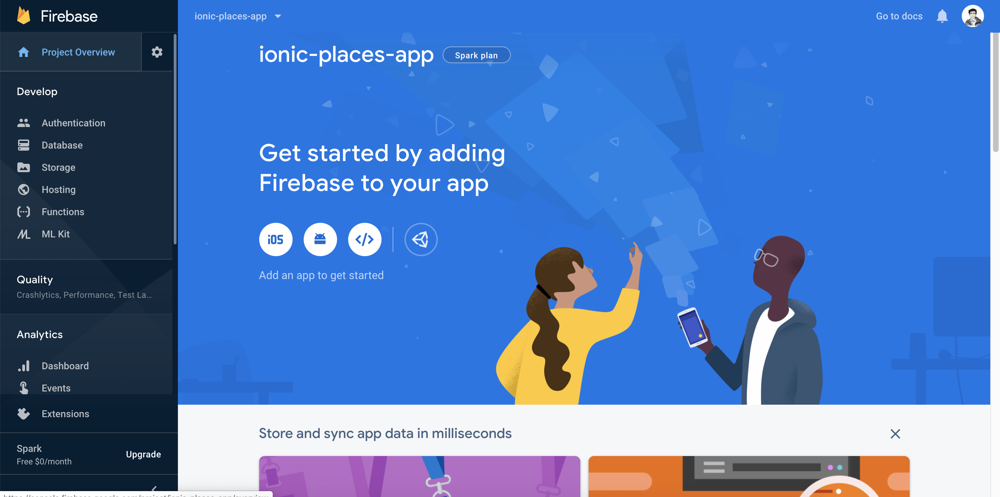 Firebase
ionic-places-app
Go to docs
Project Overview
ionic-places-app
Spark plan
Develop
Authentication
Database
Storage
Hosting
Functions
ML Kit
Get started by adding
Firebase to your app
iOS
Add an app to get started
Quality
Crashlytics, Performance, Test La...
Analytics
Dashboard
Events
Extensions
Store and sync app data in milliseconds
Spark
Free $0/month
Upgrade